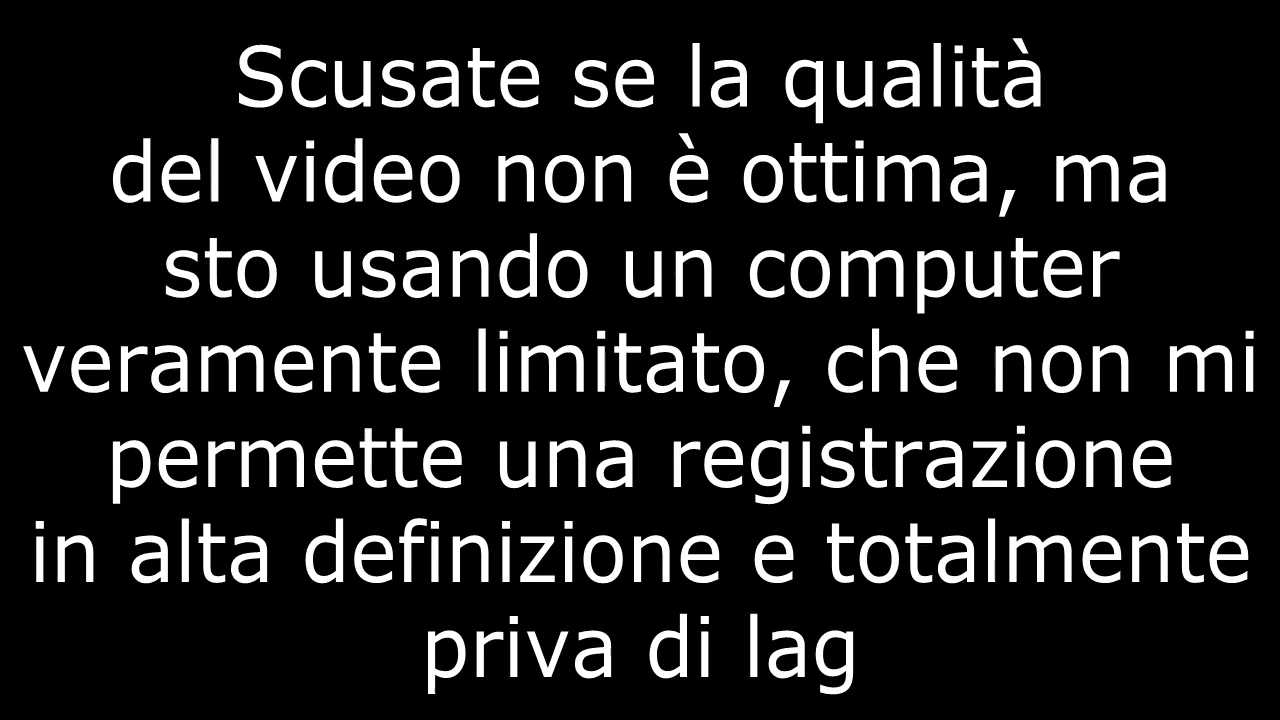 Scusate se la qualità
del video non è ottima, ma
sto usando un computer
veramente limitato, che non mi
permette una registrazione
in alta definizione e totalmente
priva di lag